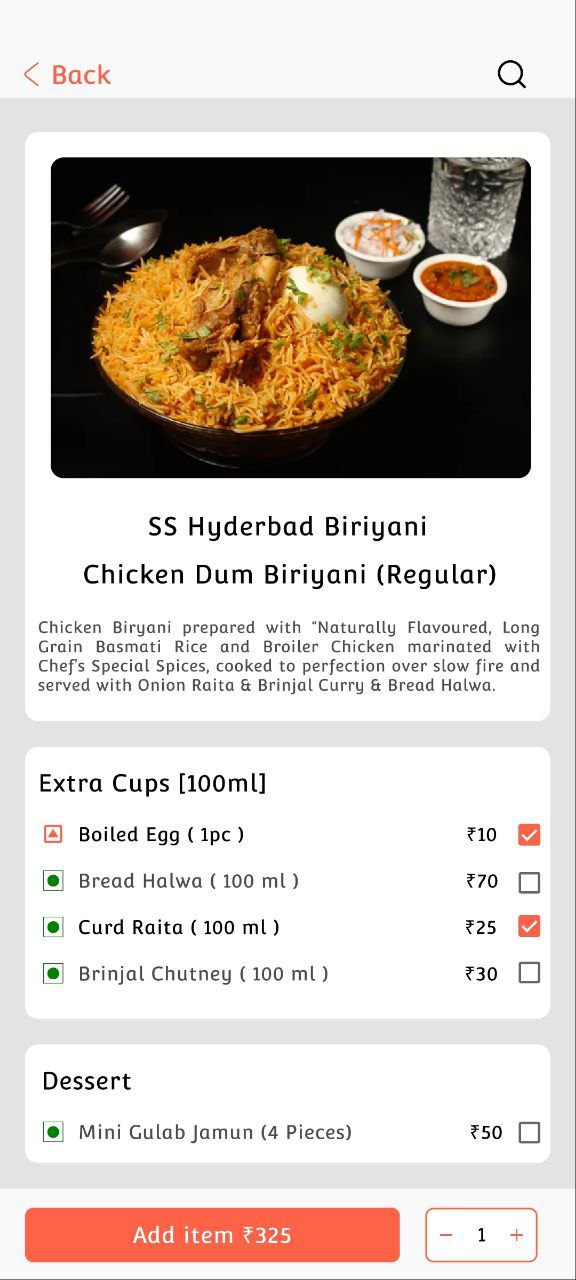 Back
SS Hyderbad Biriyani
Chicken Dum Biriyani (Regular)
Chicken Biryani prepared with “Naturally Flavoured, Long
Grain Basmati Rice and Broiler Chicken marinated with
Chef's Special Spices, cooked to perfection over slow fire and
served with Onion Raita & Brinjal Curry & Bread Halwa.
Extra Cups [100ml]
Boiled Egg ( 1pc ) ₹10
Bread Halwa ( 100 ml ) ₹70
Curd Raita ( 100 ml ) ₹25
Brinjal Chutney ( 100 ml ) ₹30
Dessert
Mini Gulab Jamun (4 Pieces) ₹50
Add item ₹325 − 1 +